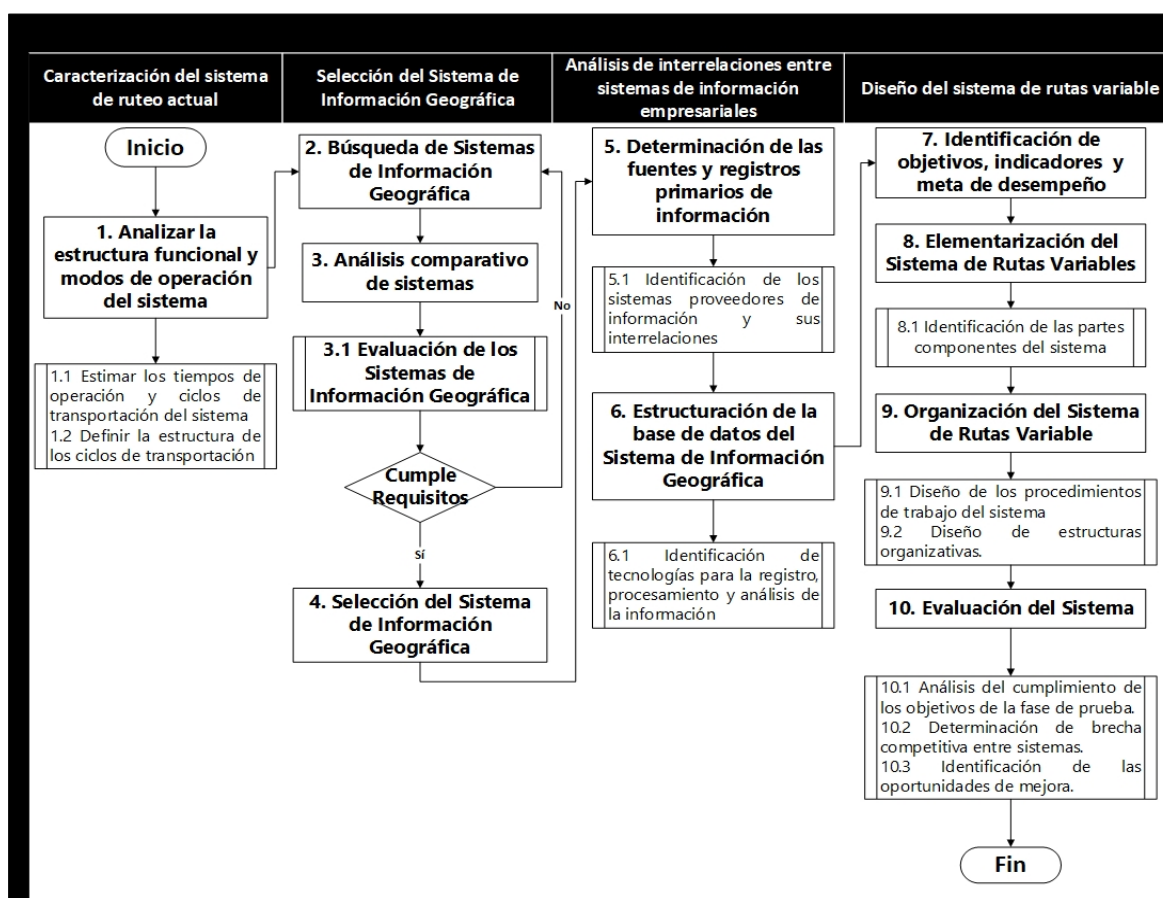 Caracterización del sistema
de ruteo actual
Selección del Sistema de
Información Geográfica
Análisis de interrelaciones entre
sistemas de información
empresariales
Diseño del sistema de rutas variable
Inicio
1. Analizar la
estructura funcional y
modos de operación
del sistema
1.1 Estimar los tiempos de
operación y ciclos de
transportación del sistema
1.2 Definir la estructura de
los ciclos de transportación
2. Búsqueda de Sistemas
de Información
Geográfica
3. Análisis comparativo
de sistemas
3.1 Evaluación de los
Sistemas de
Información Geográfica
Cumple
Requisitos
No
Sí
4. Selección del Sistema
de Información
Geográfica
5. Determinación de las
fuentes y registros
primarios de
información
5.1 Identificación de los
sistemas proveedores de
información y sus
interrelaciones
6. Estructuración de la
base de datos del
Sistema de Información
Geográfica
6.1 Identificación de
tecnologías para la registro,
procesamiento y análisis de
la información
7. Identificación de
objetivos, indicadores y
meta de desempeño
8. Elementarización del
Sistema de Rutas Variables
8.1 Identificación de las partes
componentes del sistema
9. Organización del Sistema
de Rutas Variable
9.1 Diseño de los procedimientos
de trabajo del sistema
9.2 Diseño de estructuras
organizativas.
10. Evaluación del Sistema
10.1 Análisis del cumplimiento de
los objetivos de la fase de prueba.
10.2 Determinación de brecha
competitiva entre sistemas.
10.3 Identificación de las
oportunidades de mejora.
Fin